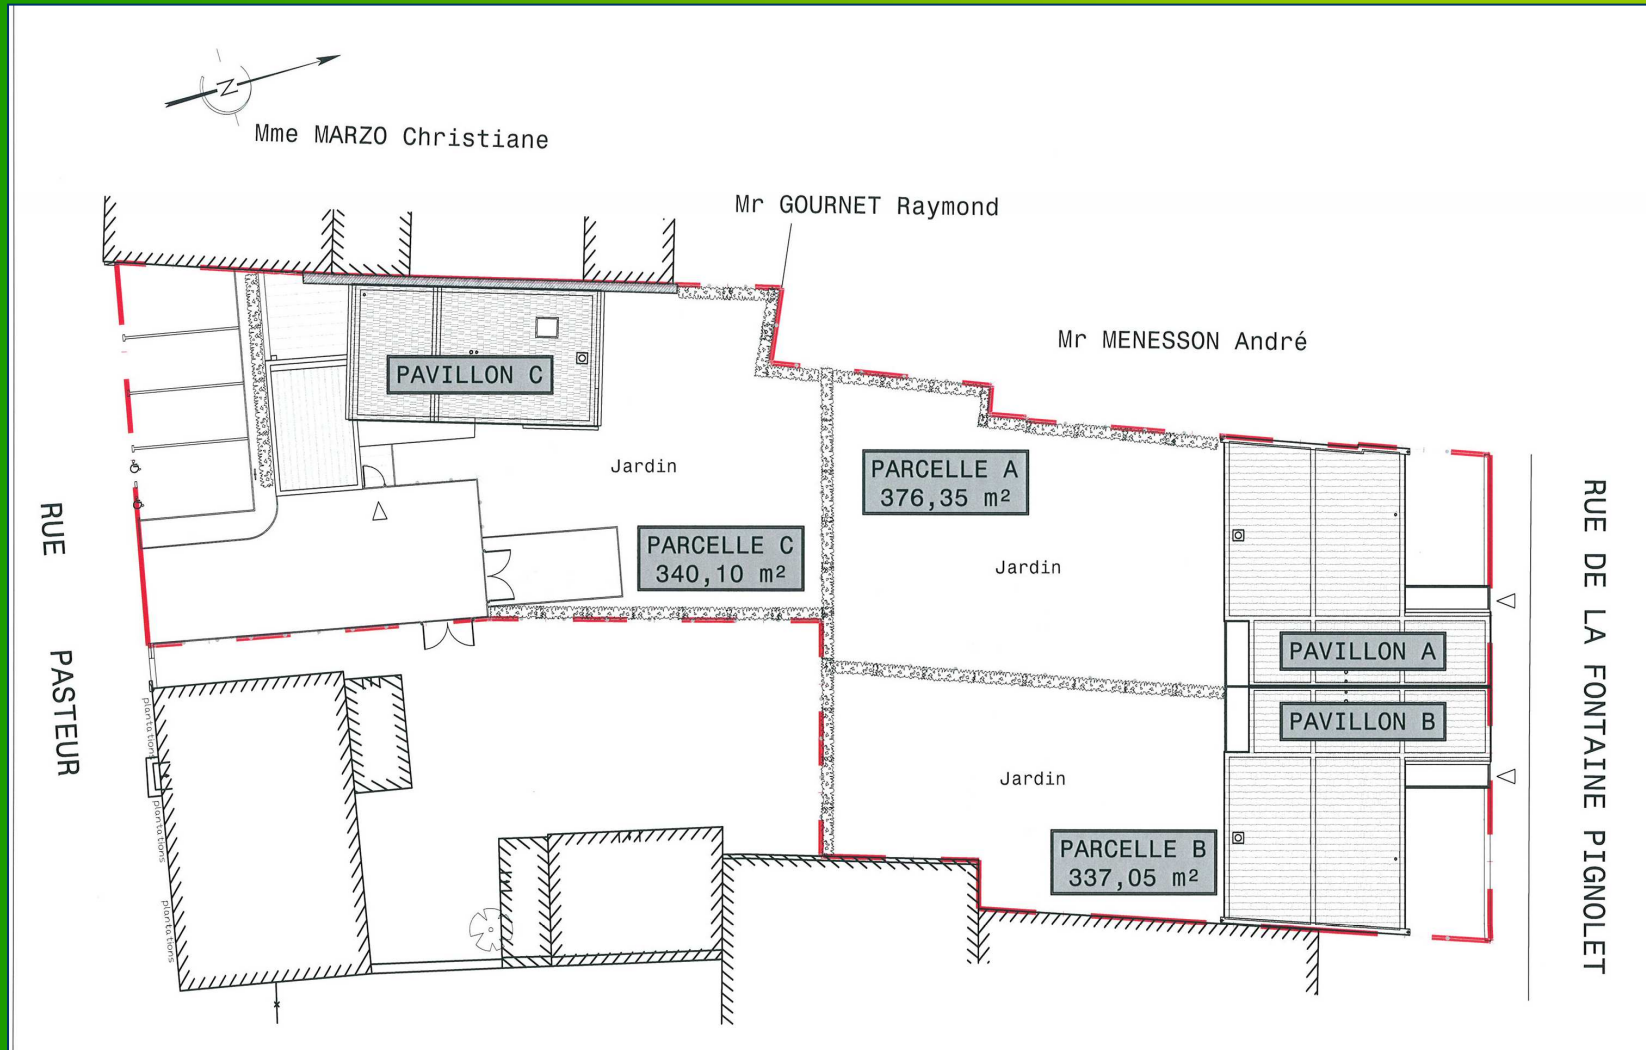 N
Mme MARZO Christiane
Mr GOURNET Raymond
Mr MENESSON André
PAVILLON C
Jardin
PARCELLE A
376,35 m²
PARCELLE C
340,10 m²
Jardin
RUE PASTEUR
RUE DE LA FONTAINE PIGNOLET
PAVILLON A
PAVILLON B
plantations
plantations
plantations
Jardin
PARCELLE B
337,05 m²